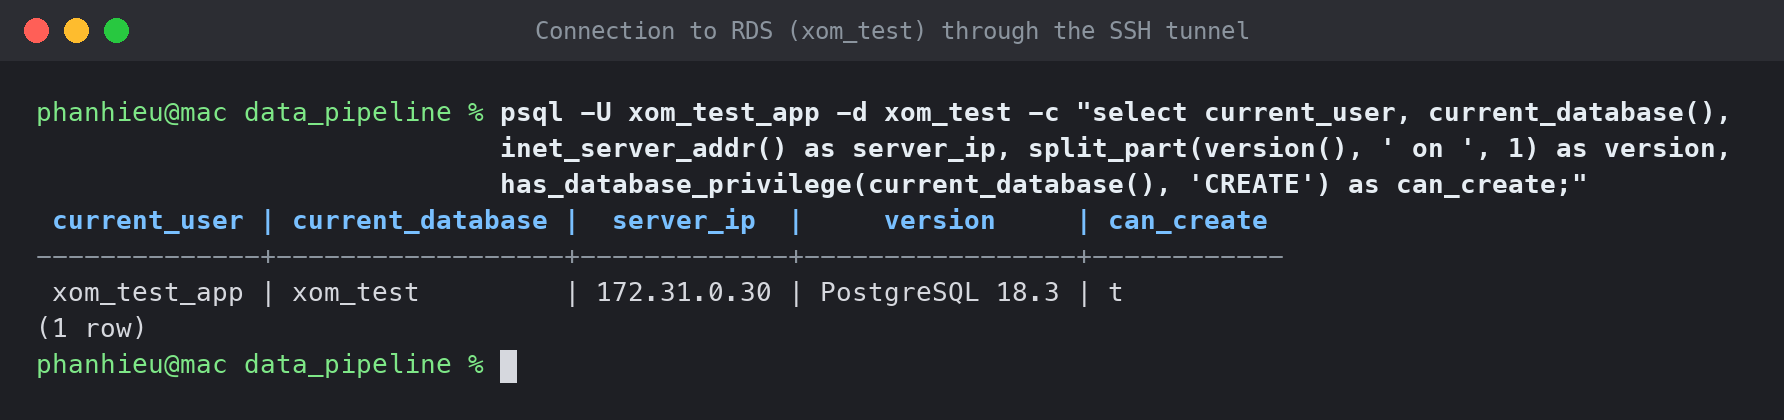 Connection to RDS (xom_test) through the SSH tunnel
phanhieu@mac data_pipeline % psql -U xom_test_app -d xom_test -c "select current_user, current_database(),
inet_server_addr() as server_ip, split_part(version(), ' on ', 1) as version,
has_database_privilege(current_database(), 'CREATE') as can_create;"
 current_user | current_database |  server_ip  |     version     | can_create
--------------+------------------+-------------+-----------------+------------
 xom_test_app | xom_test         | 172.31.0.30 | PostgreSQL 18.3 | t
(1 row)
phanhieu@mac data_pipeline %